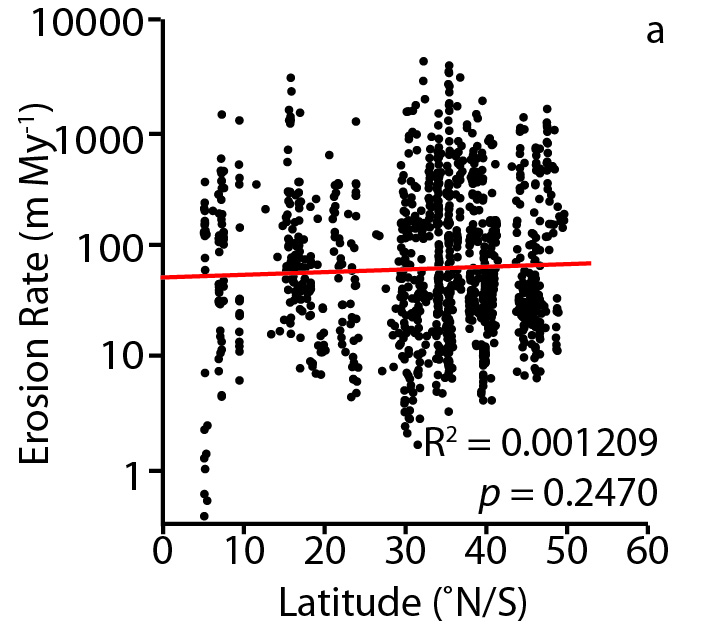 a
Erosion Rate (m My⁻¹)
10000
1000
100
10
1
R² = 0.001209
p = 0.2470
0 10 20 30 40 50 60
Latitude (˚N/S)